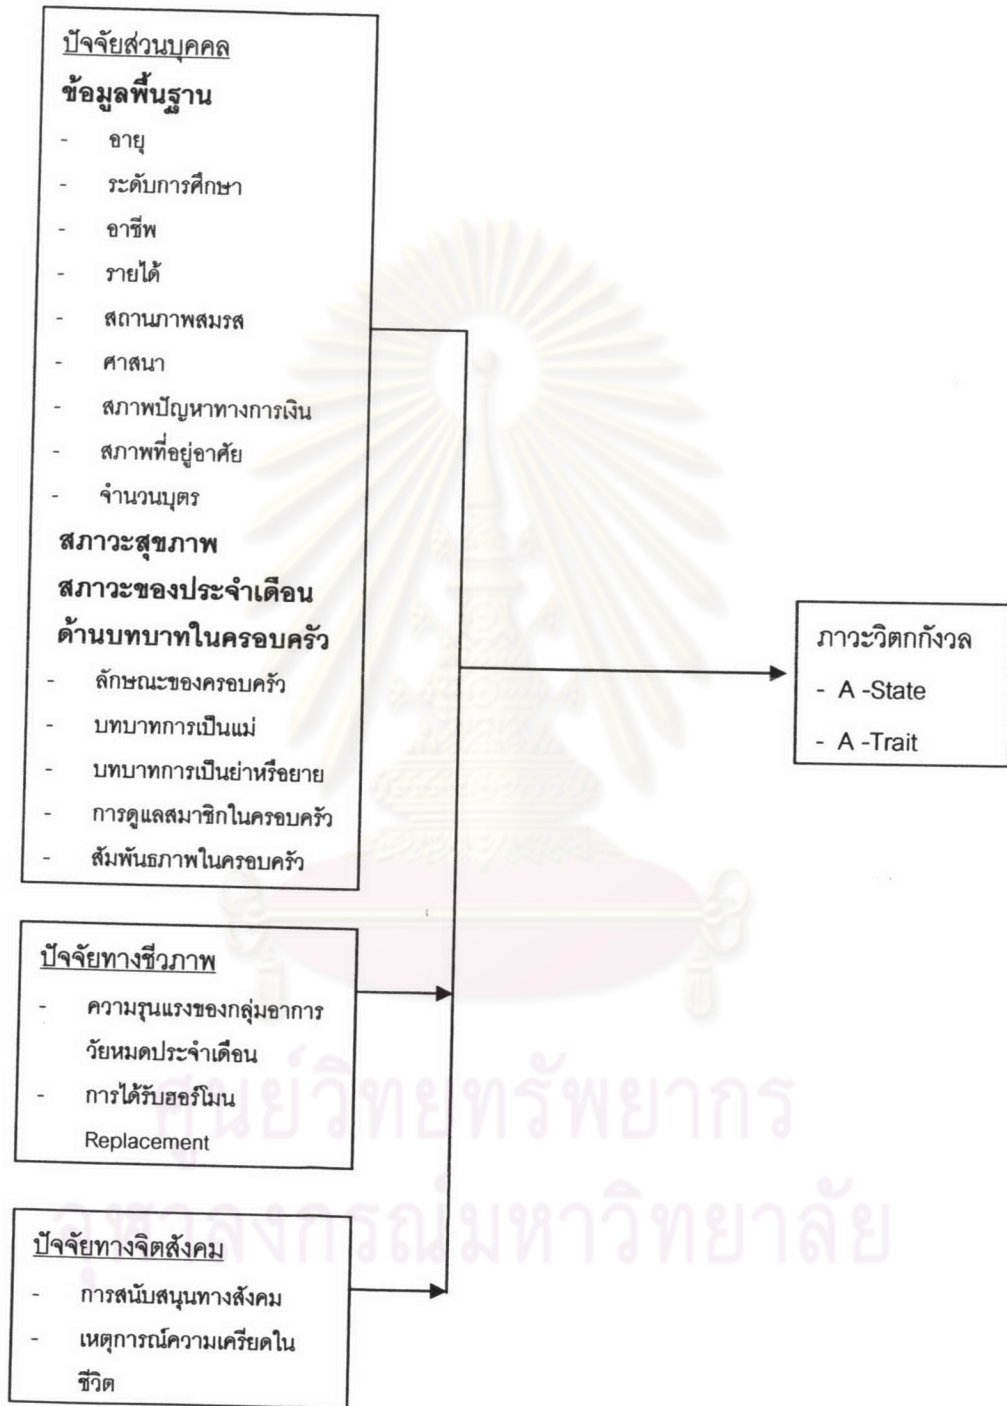 ปัจจัยส่วนบุคคล
ข้อมูลพื้นฐาน
- อายุ
- ระดับการศึกษา
- อาชีพ
- รายได้
- สถานภาพสมรส
- ศาสนา
- สภาพปัญหาทางการเงิน
- สภาพที่อยู่อาศัย
- จำนวนบุตร
สภาวะสุขภาพ
สภาวะของประจำเดือน
ด้านบทบาทในครอบครัว
- ลักษณะของครอบครัว
- บทบาทการเป็นแม่
- บทบาทการเป็นย่าหรือยาย
- การดูแลสมาชิกในครอบครัว
- สัมพันธภาพในครอบครัว
ภาวะวิตกกังวล
- A -State
- A -Trait
ปัจจัยทางชีวภาพ
- ความรุนแรงของกลุ่มอาการ
วัยหมดประจำเดือน
- การได้รับฮอร์โมน
Replacement
ปัจจัยทางจิตสังคม
- การสนับสนุนทางสังคม
- เหตุการณ์ความเครียดใน
ชีวิต
ศูนย์วิทยทรัพยากร
จุฬาลงกรณ์มหาวิทยาลัย